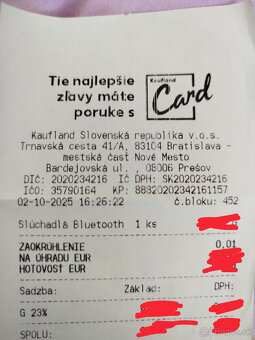 Tie najlepšie
zľavy máte
poruke s
Kaufland
Card
Kaufland Slovenská republika v.o.s.
Trnavská cesta 41/A, 83104 Bratislava -
mestská časť Nové Mesto
Bardejovská ul., 08006 Prešov
DIČ: 2020234216 IČ DPH: SK2020234216
IČO: 35790164 KP: 88320202342161157
02-10-2025 16:26:22 č.bloku: 452
Slúchadlá Bluetooth 1 ks
ZAOKRÚHLENIE 0,01
NA ÚHRADU EUR
HOTOVOSŤ EUR
Sadzba: Základ: DPH:
G 23%
SPOLU: